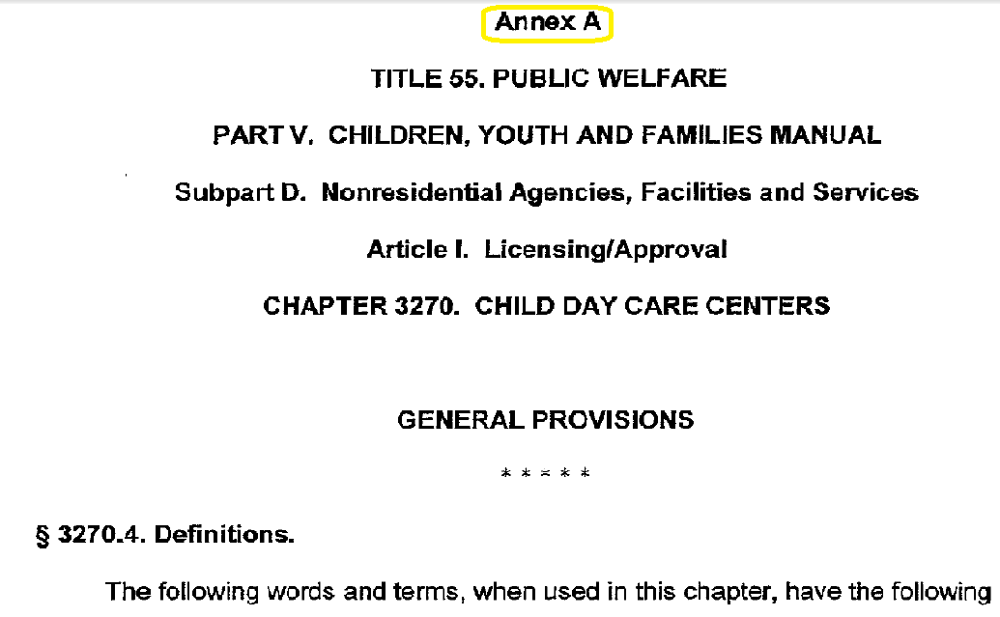 Annex A
TITLE 55. PUBLIC WELFARE
PART V. CHILDREN, YOUTH AND FAMILIES MANUAL
Subpart D. Nonresidential Agencies, Facilities and Services
Article I. Licensing/Approval
CHAPTER 3270. CHILD DAY CARE CENTERS
GENERAL PROVISIONS
* * * * *
§ 3270.4. Definitions.
The following words and terms, when used in this chapter, have the following